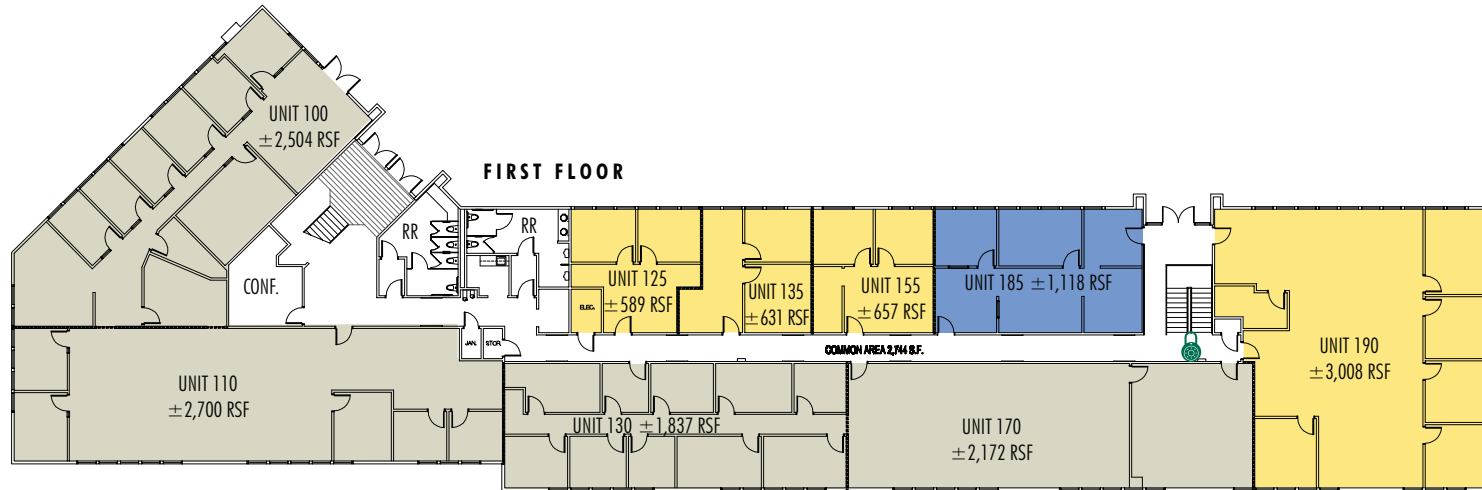 UNIT 100
±2,504 RSF
FIRST FLOOR
RR
RR
CONF.
UNIT 125
±589 RSF
ELEC.
UNIT 135
±631 RSF
UNIT 155
±657 RSF
UNIT 185 ±1,118 RSF
JAN.
STOR.
COMMON AREA 2,744 S.F.
UNIT 110
±2,700 RSF
UNIT 130 ±1,837 RSF
UNIT 170
±2,172 RSF
UNIT 190
±3,008 RSF